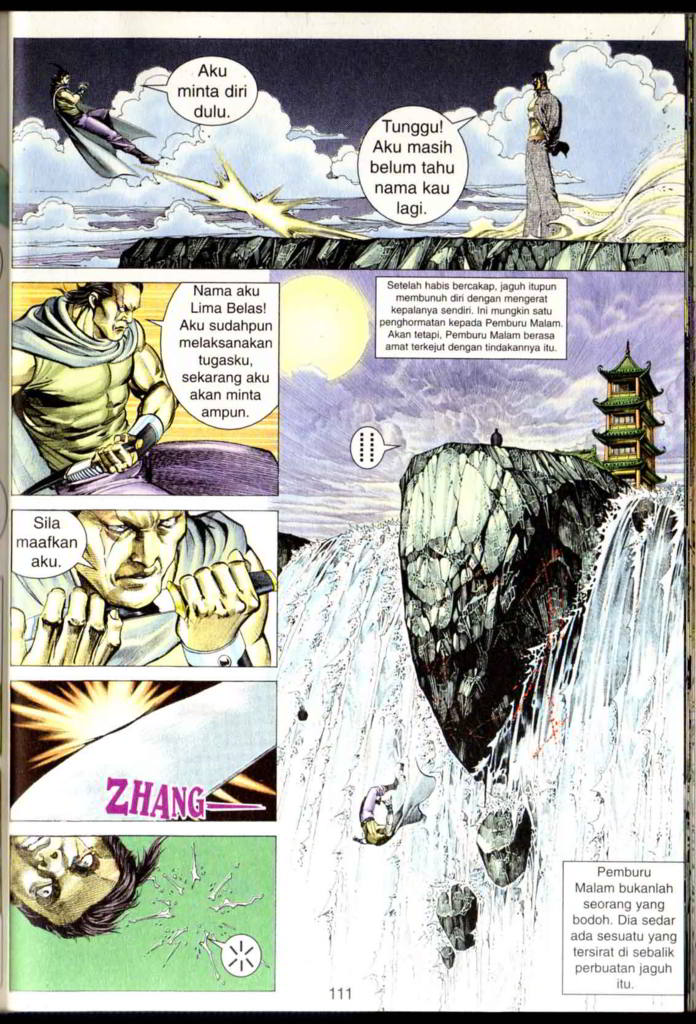 Aku
minta diri
dulu.
Tunggu!
Aku masih
belum tahu
nama kau
lagi.
Nama aku
Lima Belas!
Aku sudahpun
melaksanakan
tugasku,
sekarang aku
akan minta
ampun.
Setelah habis bercakap, jaguh itupun
membunuh diri dengan mengerat
kepalanya sendiri. Ini mungkin satu
penghormatan kepada Pemburu Malam.
Akan tetapi, Pemburu Malam berasa
amat terkejut dengan tindakannya itu.
Sila
maafkan
aku.
ZHANG
Pemburu
Malam bukanlah
seorang yang
bodoh. Dia sedar
ada sesuatu yang
tersirat di sebalik
perbuatan jaguh
itu.
111